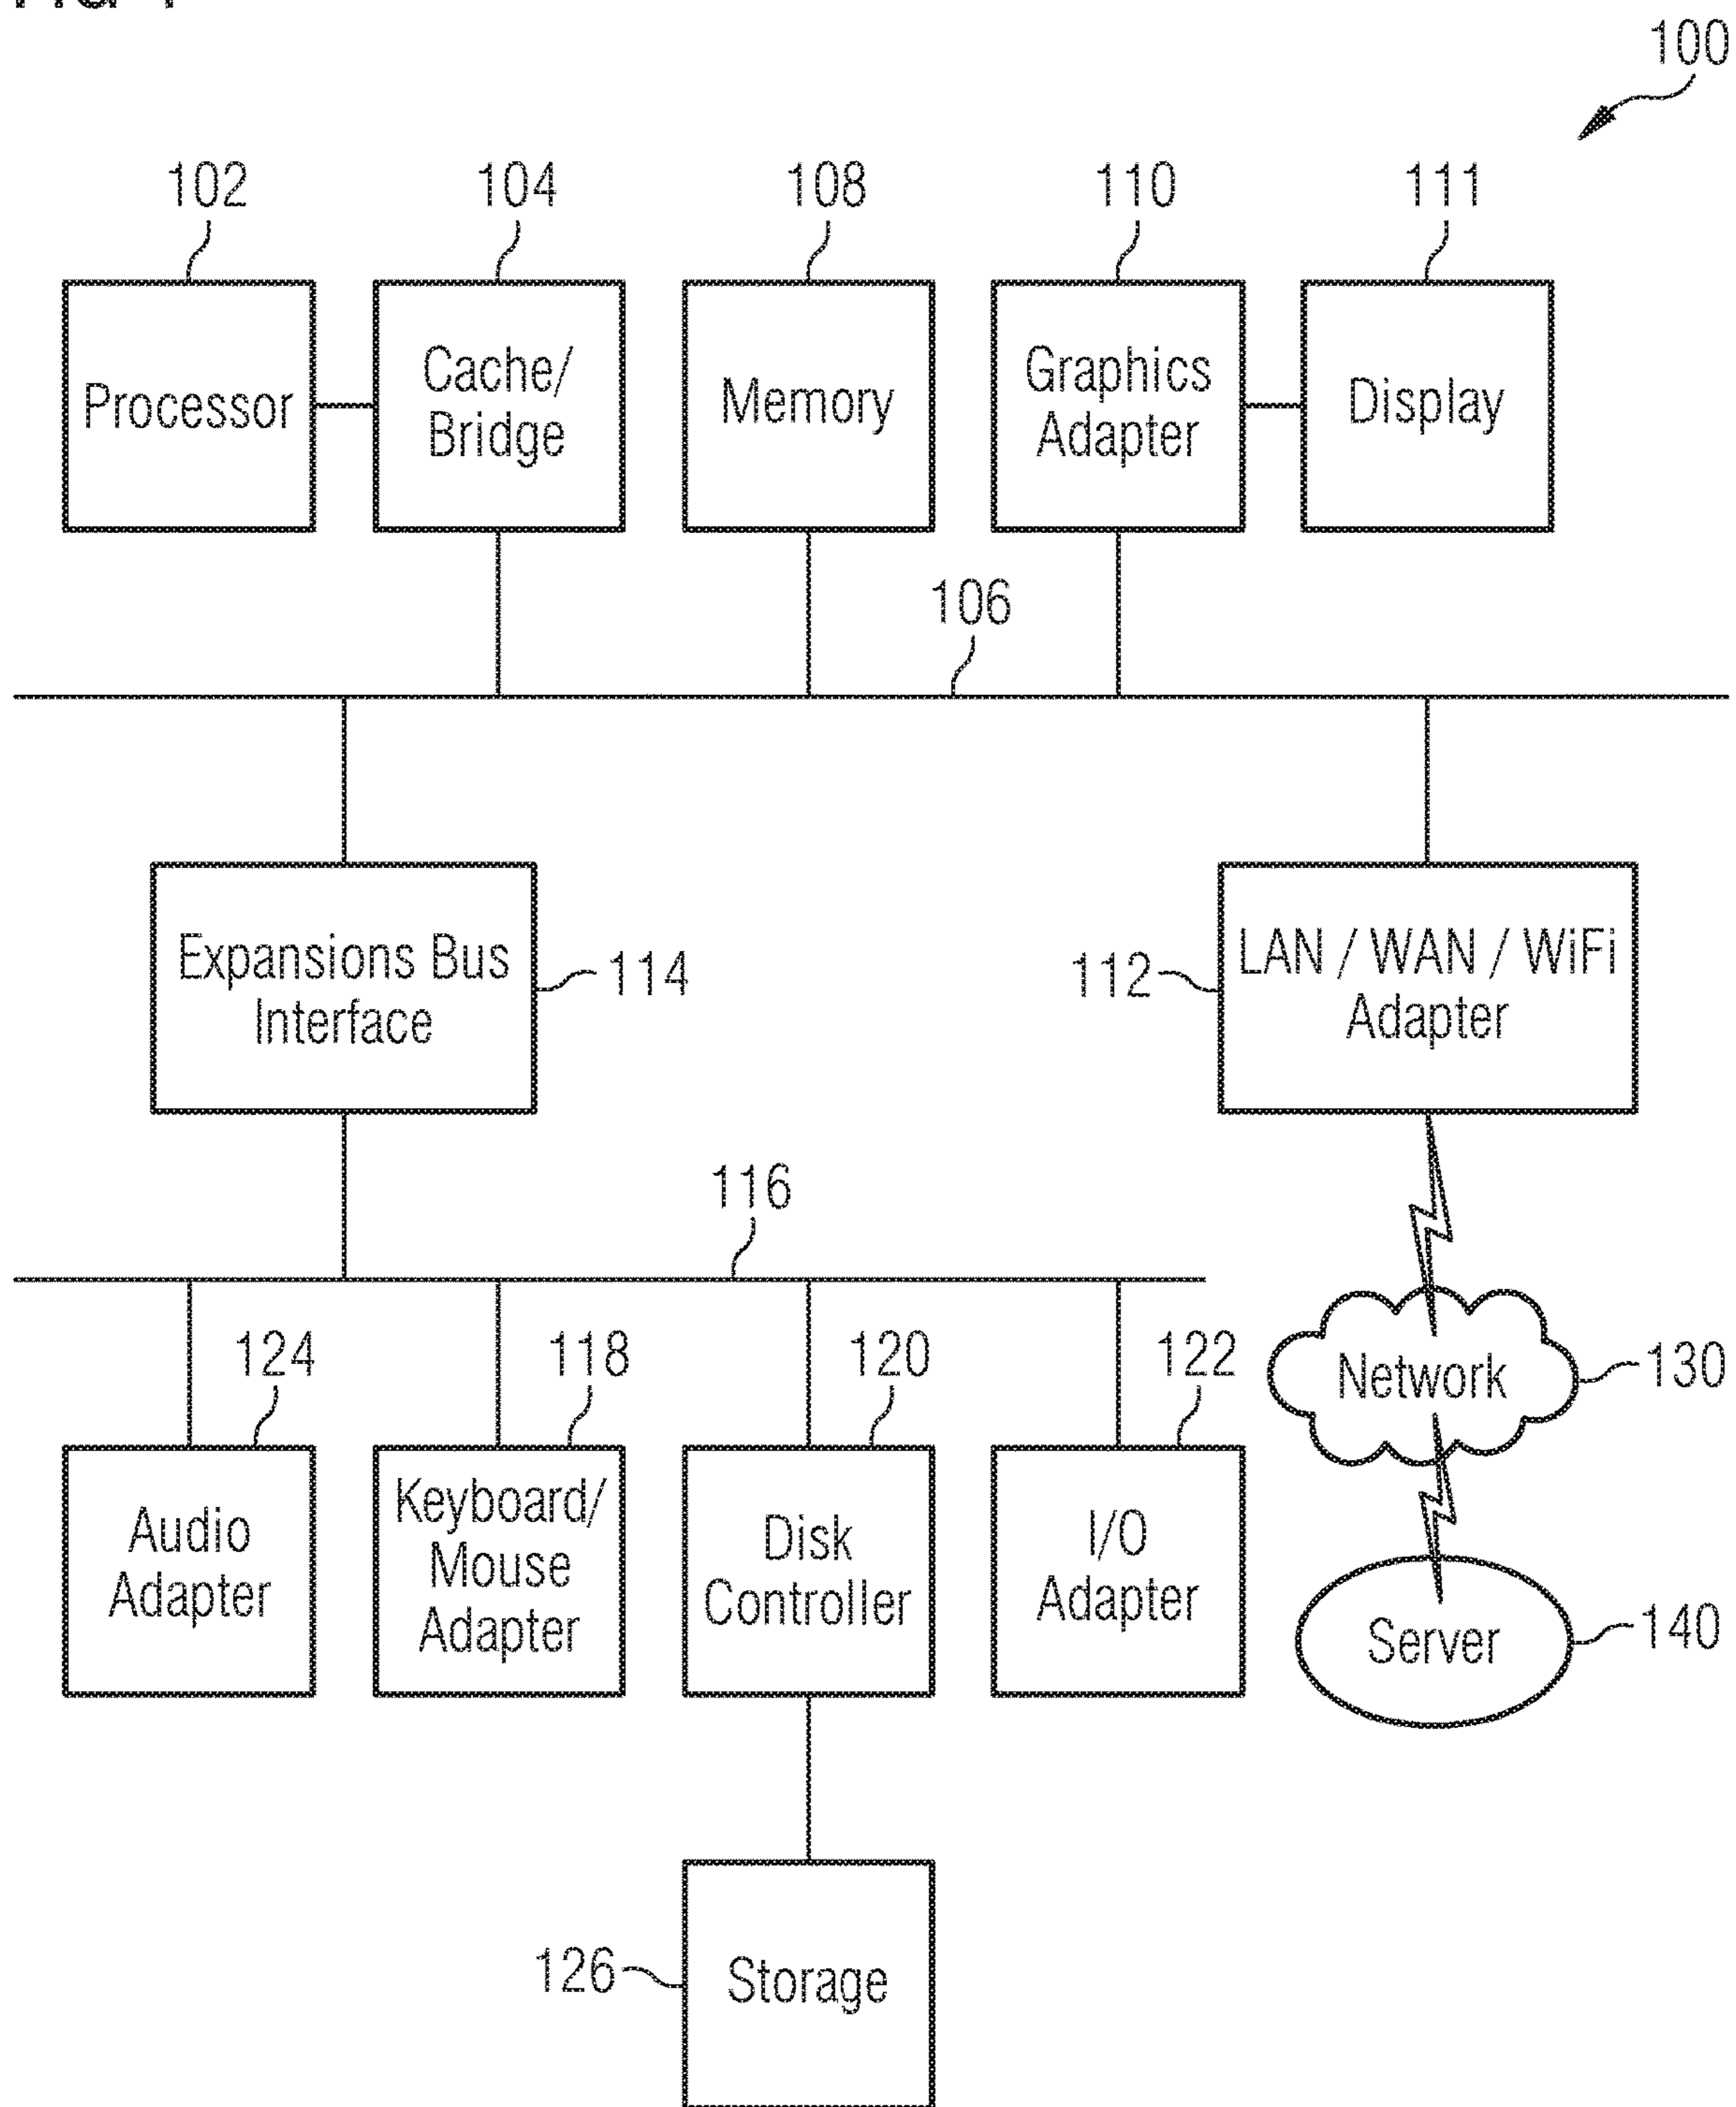 100
102
104
108
110
111
Processor
Cache/
Bridge
Memory
Graphics
Adapter
Display
106
Expansions Bus
Interface
114
112
LAN / WAN / WiFi
Adapter
116
124
118
120
122
Network
130
Audio
Adapter
Keyboard/
Mouse
Adapter
Disk
Controller
I/O
Adapter
Server
140
126
Storage